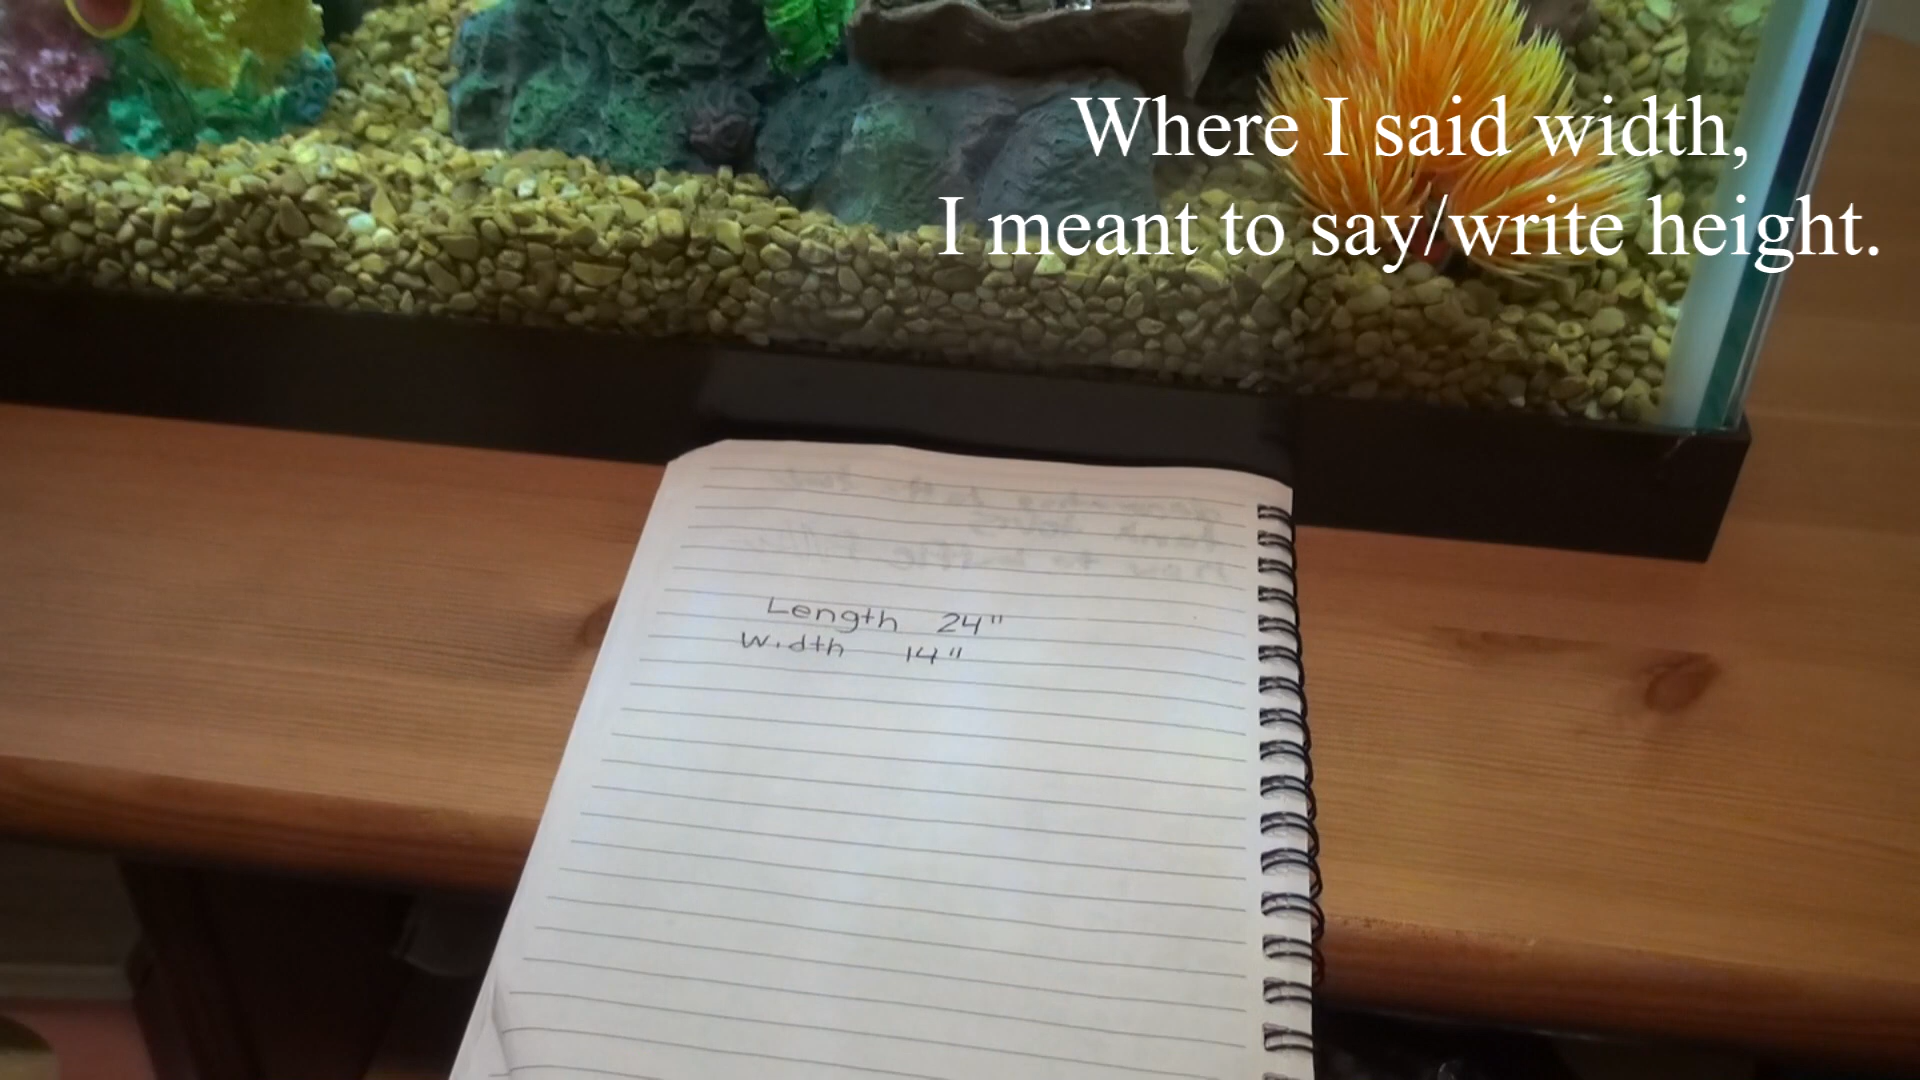 Where I said width,
I meant to say/write height.
Length 24"
Width 14"